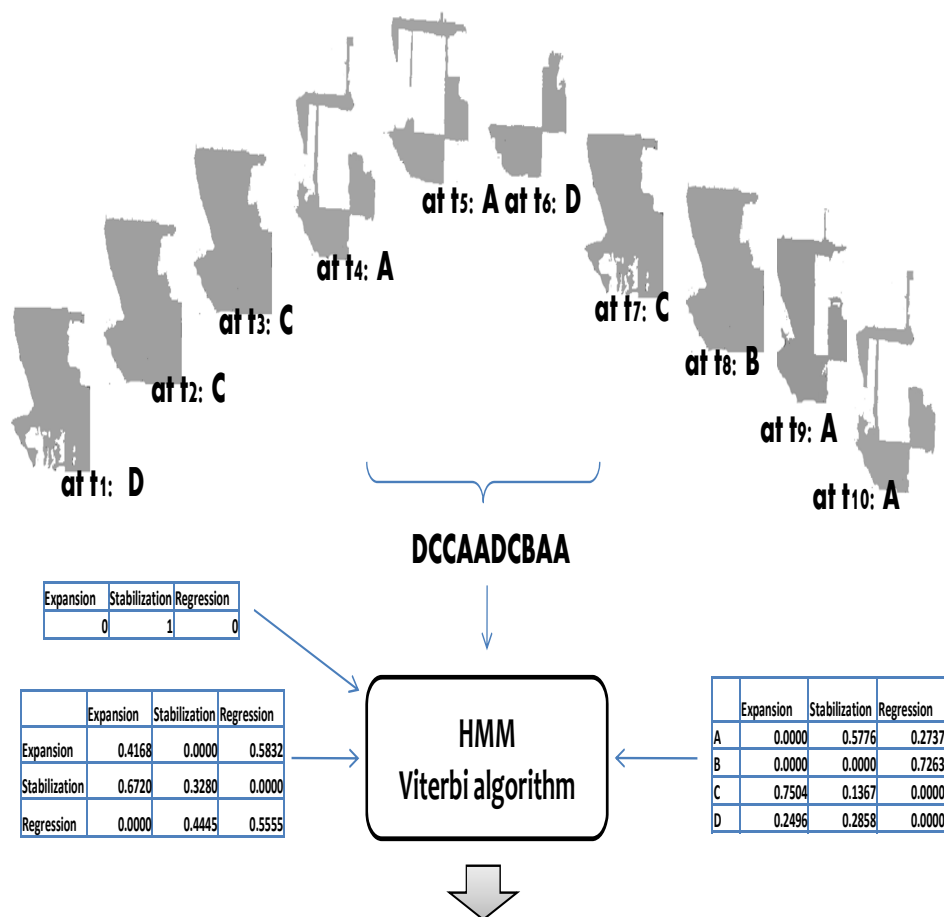 at t5: A at t6: D
at t4: A
at t3: C
at t7: C
at t2: C
at t8: B
at t9: A
at t1: D
at t10: A
DCCAADCBAA
Expansion Stabilization Regression
0 1 0
Expansion Stabilization Regression
Expansion 0.4168 0.0000 0.5832
Stabilization 0.6720 0.3280 0.0000
Regression 0.0000 0.4445 0.5555
HMM
Viterbi algorithm
Expansion Stabilization Regression
A 0.0000 0.5776 0.2737
B 0.0000 0.0000 0.7263
C 0.7504 0.1367 0.0000
D 0.2496 0.2858 0.0000